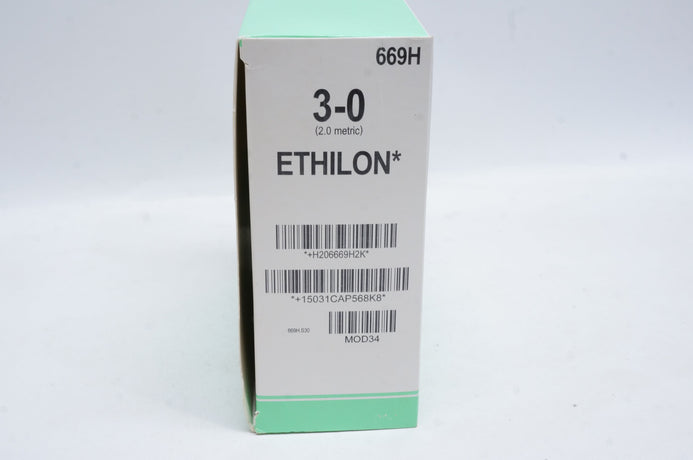 669H
3-0
(2.0 metric)
ETHILON*
*+H206669H2K*
*+15031CAP568K8*
669H.S30
MOD34